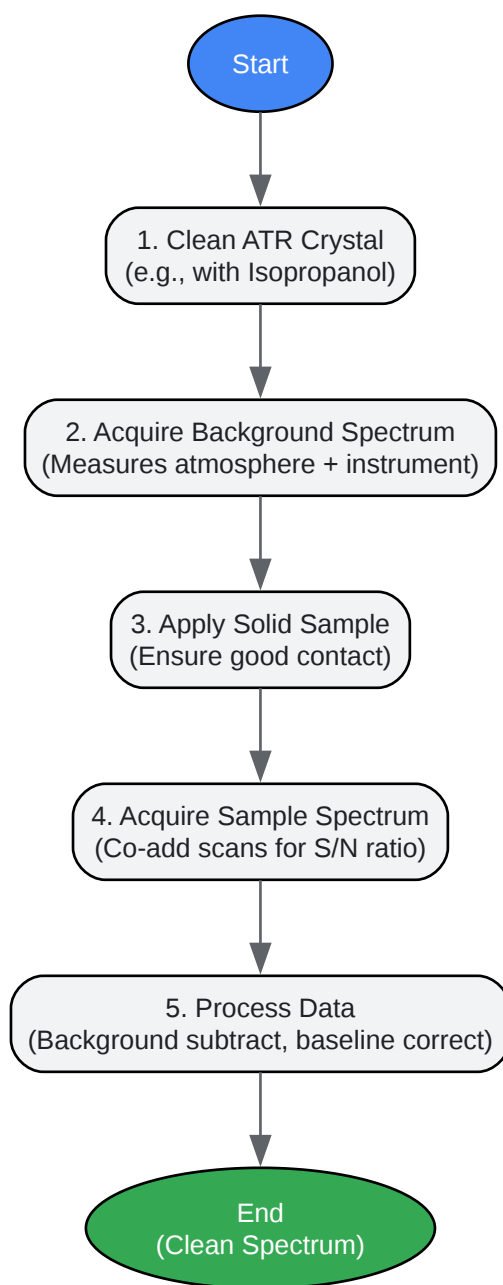 Start
1. Clean ATR Crystal
(e.g., with Isopropanol)
2. Acquire Background Spectrum
(Measures atmosphere + instrument)
3. Apply Solid Sample
(Ensure good contact)
4. Acquire Sample Spectrum
(Co-add scans for S/N ratio)
5. Process Data
(Background subtract, baseline correct)
End
(Clean Spectrum)